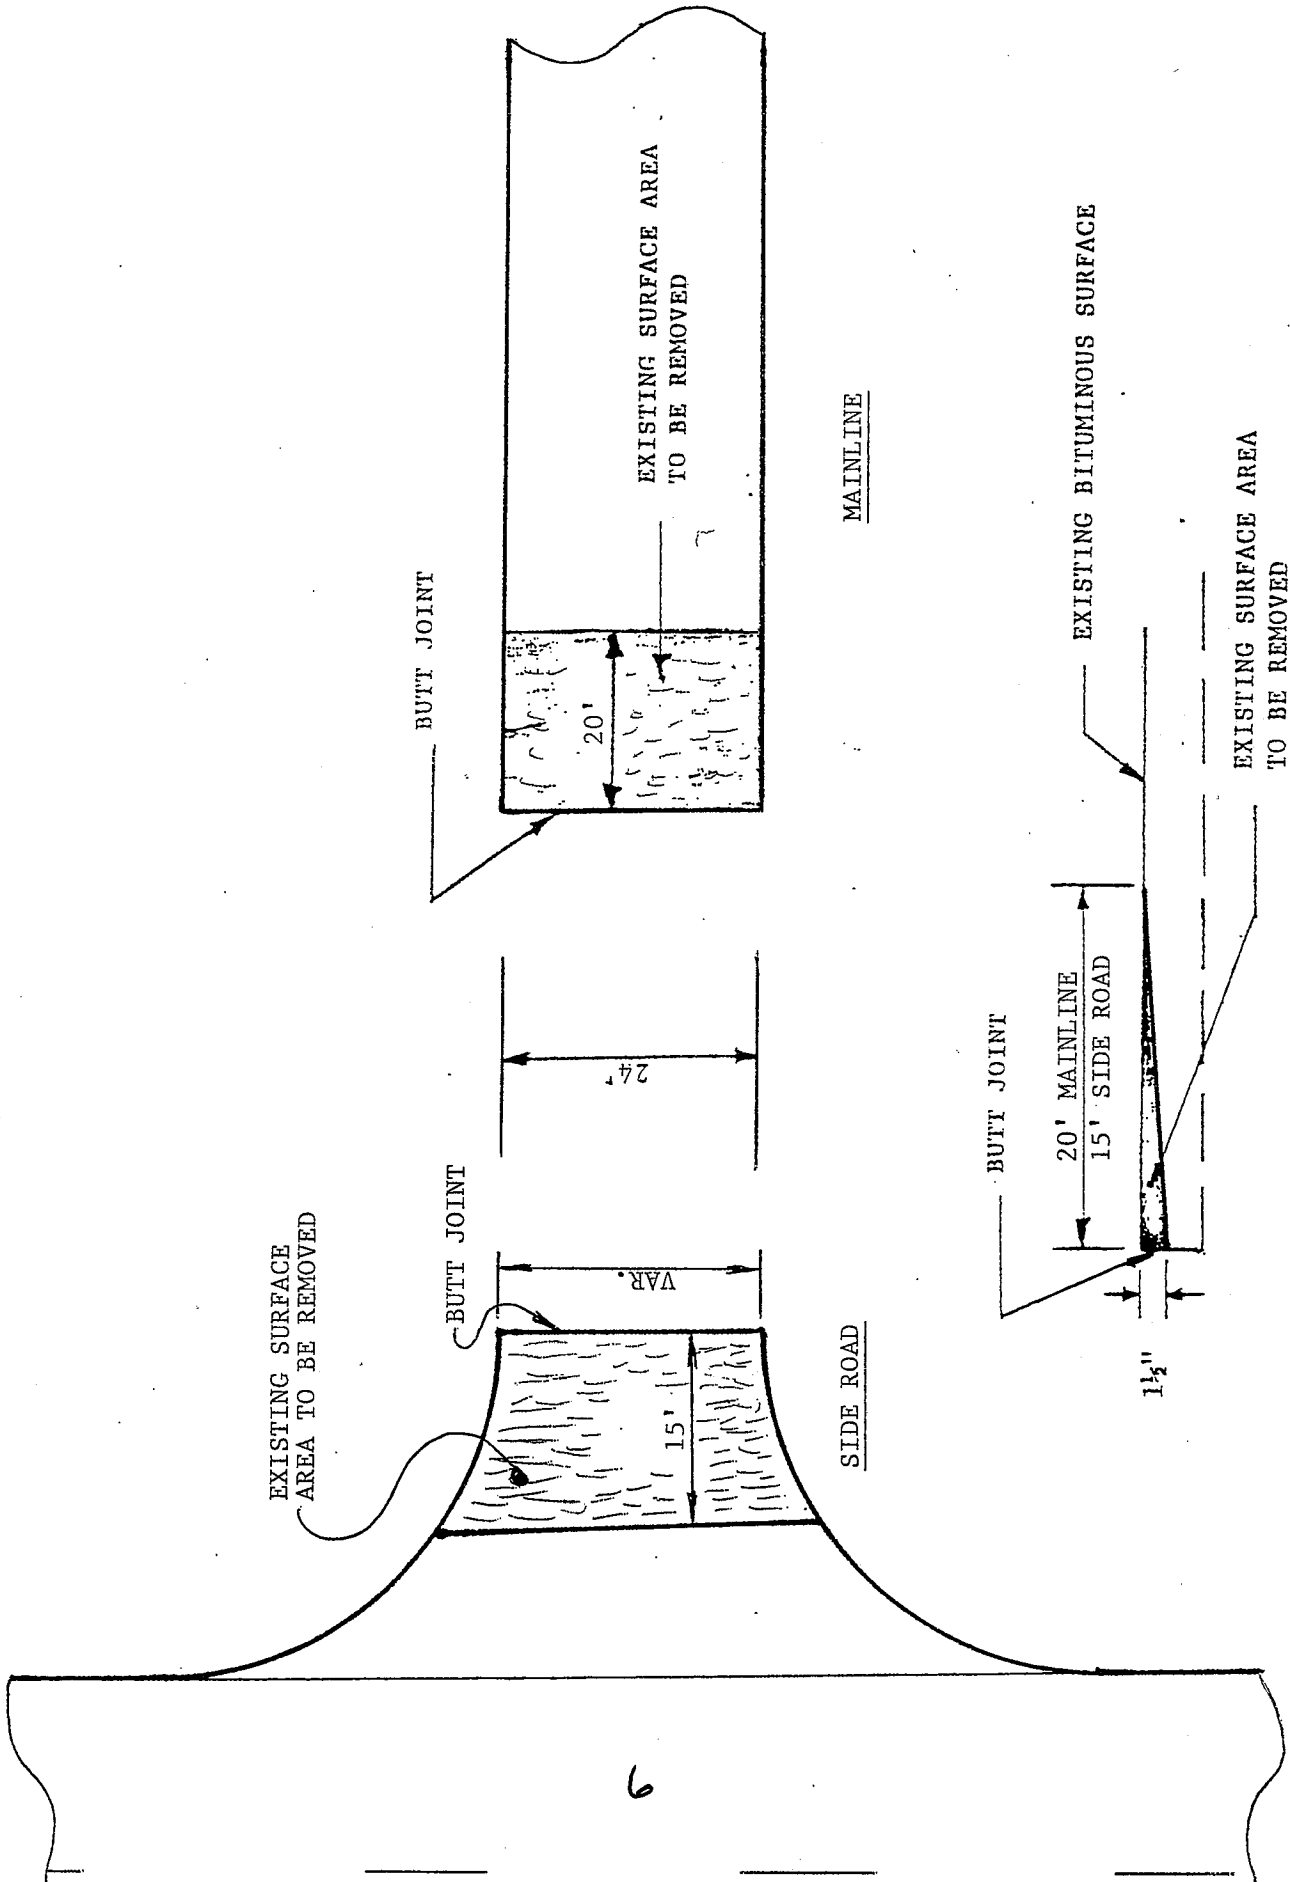 EXISTING SURFACE
AREA TO BE REMOVED
BUTT JOINT
VAR.
15'
SIDE ROAD
24'
BUTT JOINT
20'
EXISTING SURFACE AREA
TO BE REMOVED
MAINLINE
BUTT JOINT
20' MAINLINE
15' SIDE ROAD
1½"
EXISTING BITUMINOUS SURFACE
EXISTING SURFACE AREA
TO BE REMOVED
6